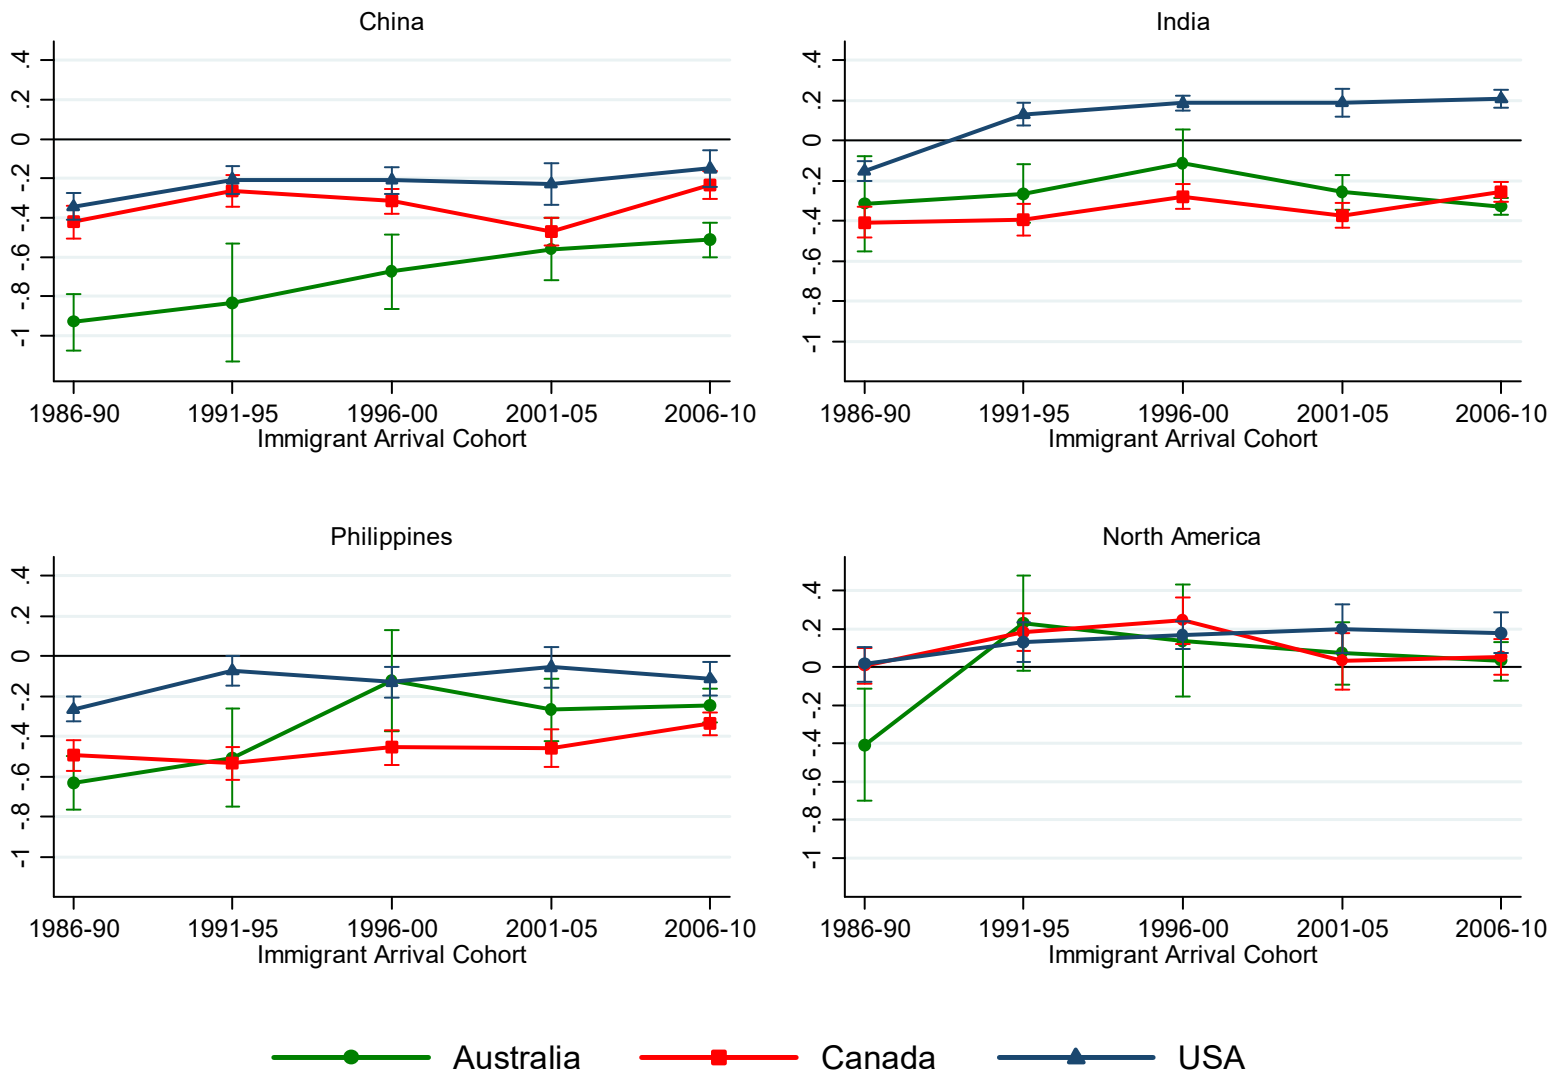 China
.4
.2
0
-.2
-.4
-.6
-.8
-1
1986-90 1991-95 1996-00 2001-05 2006-10
Immigrant Arrival Cohort
India
.4
.2
0
-.2
-.4
-.6
-.8
-1
1986-90 1991-95 1996-00 2001-05 2006-10
Immigrant Arrival Cohort
Philippines
.4
.2
0
-.2
-.4
-.6
-.8
-1
1986-90 1991-95 1996-00 2001-05 2006-10
Immigrant Arrival Cohort
North America
.4
.2
0
-.2
-.4
-.6
-.8
-1
1986-90 1991-95 1996-00 2001-05 2006-10
Immigrant Arrival Cohort
Australia Canada USA